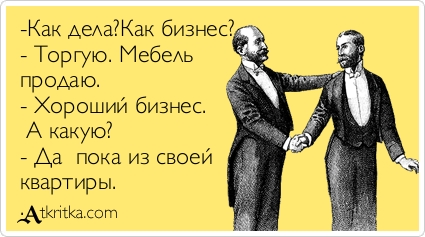 -Как дела?Как бизнес?
- Торгую. Мебель
продаю.
- Хороший бизнес.
А какую?
- Да пока из своей
квартиры.
Atkritka.com